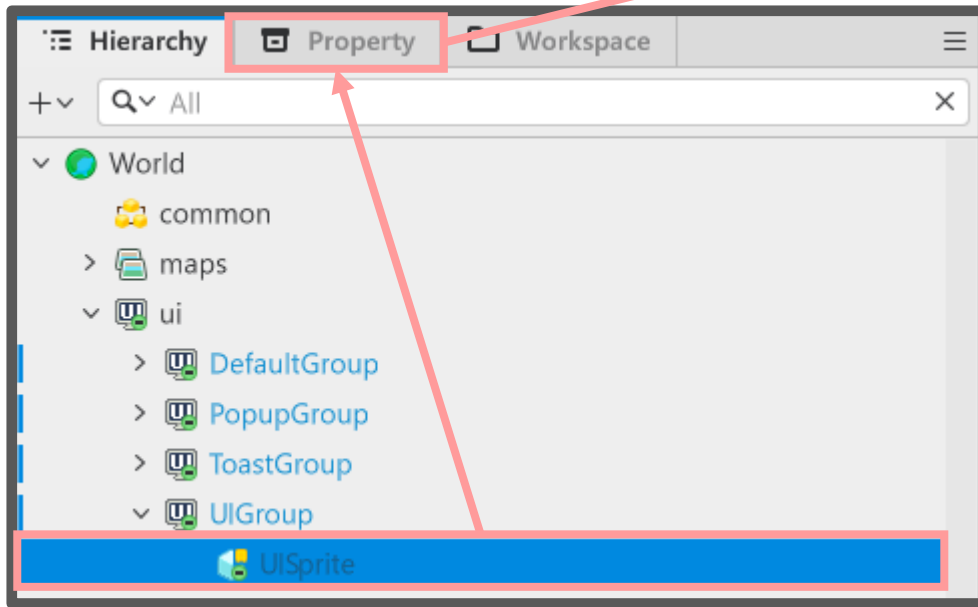 Hierarchy Property Workspace
All
World
common
maps
ui
DefaultGroup
PopupGroup
ToastGroup
UIGroup
UISprite